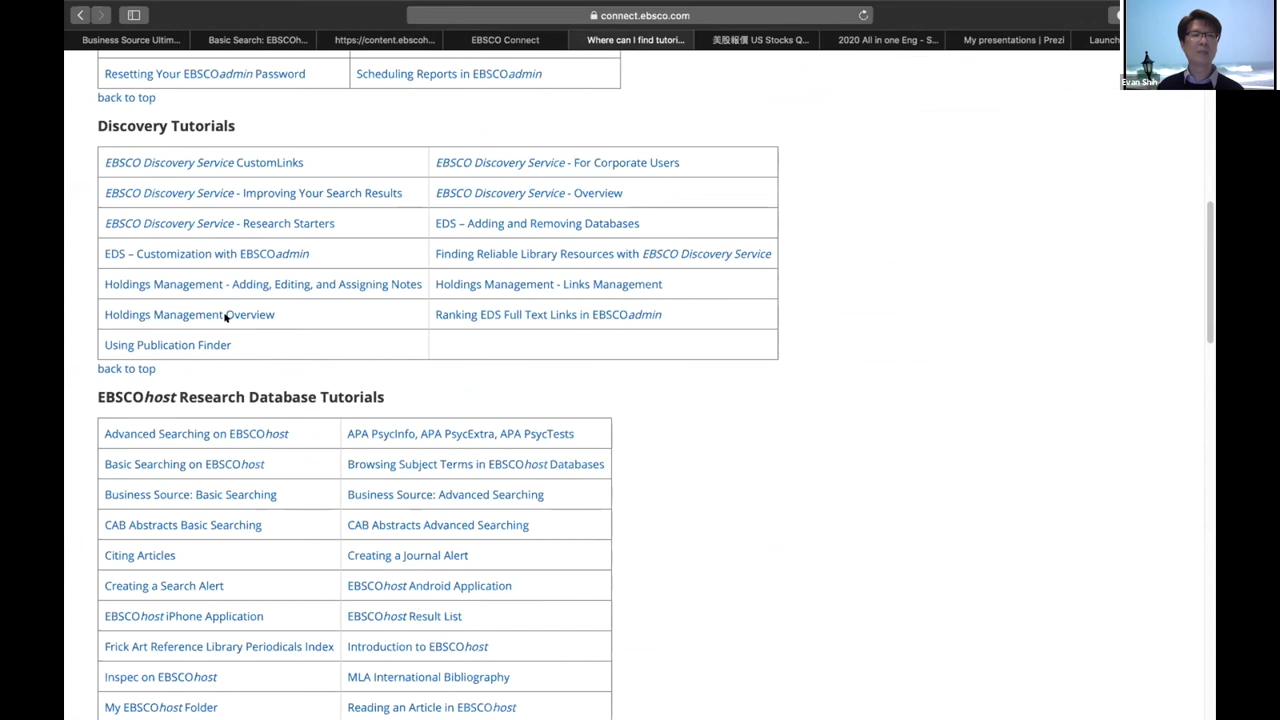 connect.ebsco.com
Business Source Ultim...
Basic Search: EBSCOh...
https://content.ebscoh...
EBSCO Connect
Where can I find tutori...
美股報價 US Stocks Q...
2020 All in one Eng - S...
My presentations | Prezi
Launch
Evan Shih
Resetting Your EBSCOadmin Password
Scheduling Reports in EBSCOadmin
back to top
Discovery Tutorials
EBSCO Discovery Service CustomLinks
EBSCO Discovery Service - For Corporate Users
EBSCO Discovery Service - Improving Your Search Results
EBSCO Discovery Service - Overview
EBSCO Discovery Service - Research Starters
EDS – Adding and Removing Databases
EDS – Customization with EBSCOadmin
Finding Reliable Library Resources with EBSCO Discovery Service
Holdings Management - Adding, Editing, and Assigning Notes
Holdings Management - Links Management
Holdings Management Overview
Ranking EDS Full Text Links in EBSCOadmin
Using Publication Finder
back to top
EBSCOhost Research Database Tutorials
Advanced Searching on EBSCOhost
APA PsycInfo, APA PsycExtra, APA PsycTests
Basic Searching on EBSCOhost
Browsing Subject Terms in EBSCOhost Databases
Business Source: Basic Searching
Business Source: Advanced Searching
CAB Abstracts Basic Searching
CAB Abstracts Advanced Searching
Citing Articles
Creating a Journal Alert
Creating a Search Alert
EBSCOhost Android Application
EBSCOhost iPhone Application
EBSCOhost Result List
Frick Art Reference Library Periodicals Index
Introduction to EBSCOhost
Inspec on EBSCOhost
MLA International Bibliography
My EBSCOhost Folder
Reading an Article in EBSCOhost